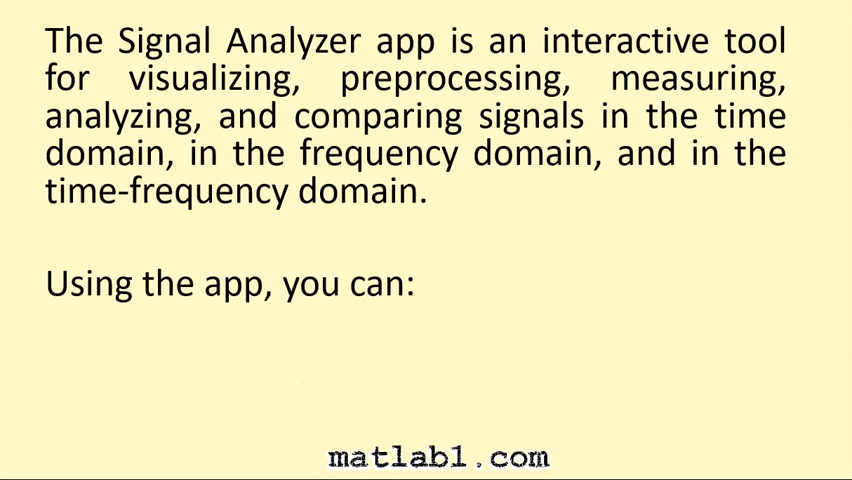 The Signal Analyzer app is an interactive tool
for visualizing, preprocessing, measuring,
analyzing, and comparing signals in the time
domain, in the frequency domain, and in the
time-frequency domain.
Using the app, you can:
matlab1.com